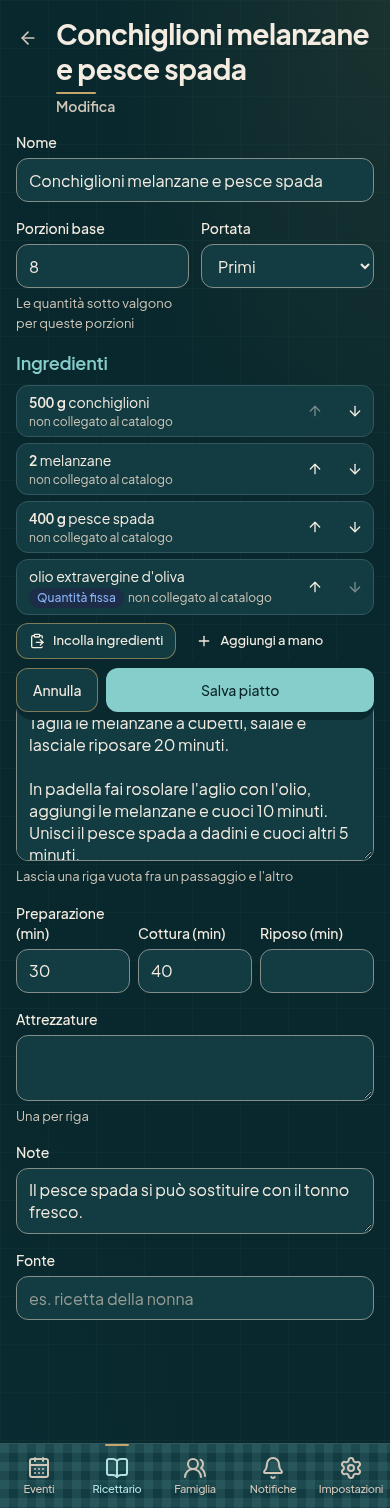 Conchiglioni melanzane
e pesce spada
Modifica
Nome
Conchiglioni melanzane e pesce spada
Porzioni base
Portata
8
Primi
Le quantità sotto valgono
per queste porzioni
Ingredienti
500 g conchiglioni
non collegato al catalogo
2 melanzane
non collegato al catalogo
400 g pesce spada
non collegato al catalogo
olio extravergine d'oliva
Quantità fissa non collegato al catalogo
Incolla ingredienti
Aggiungi a mano
Annulla
Salva piatto
Taglia le melanzane a cubetti, salale e
lasciale riposare 20 minuti.
In padella fai rosolare l'aglio con l'olio,
aggiungi le melanzane e cuoci 10 minuti.
Unisci il pesce spada a dadini e cuoci altri 5
minuti.
Lascia una riga vuota fra un passaggio e l'altro
Preparazione
(min)
Cottura (min)
Riposo (min)
30
40
Attrezzature
Una per riga
Note
Il pesce spada si può sostituire con il tonno
fresco.
Fonte
es. ricetta della nonna
Eventi
Ricettario
Famiglia
Notifiche
Impostazioni